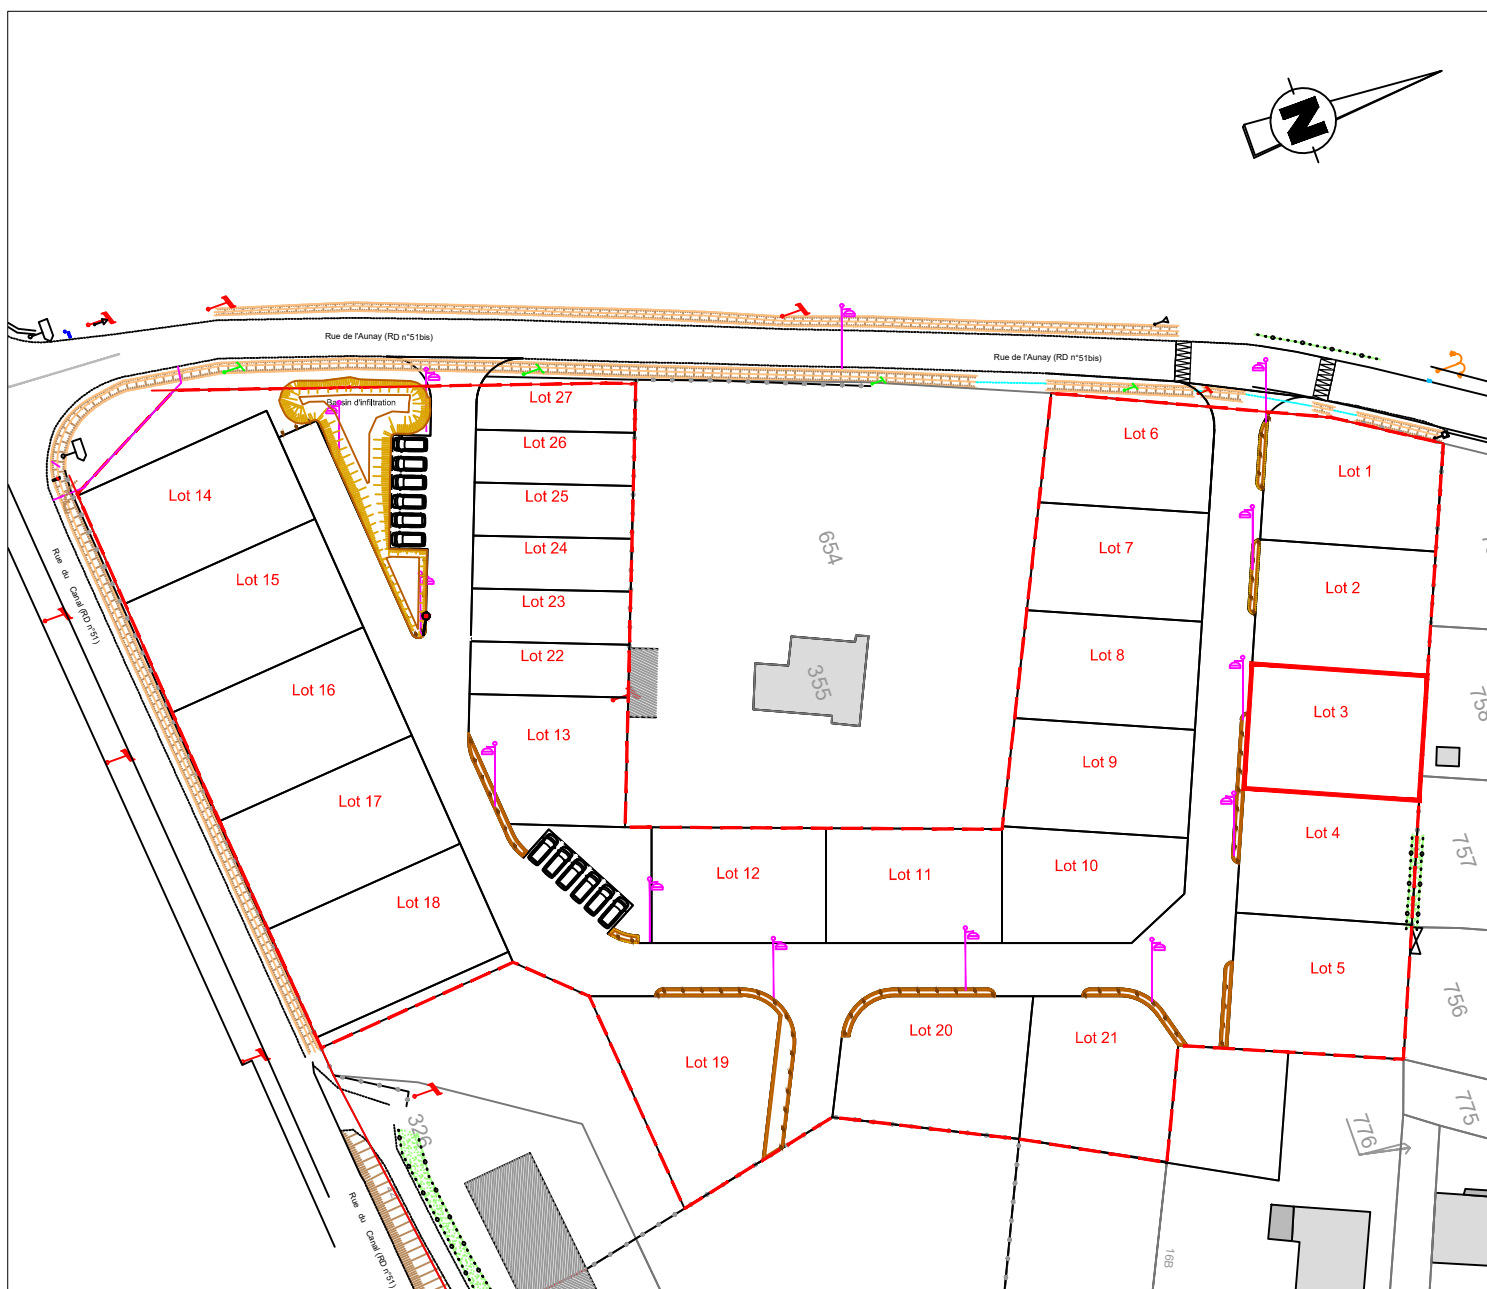 N
Rue de l'Aunay (RD n°51bis)
Rue de l'Aunay (RD n°51bis)
Bassin d'infiltration
Lot 27
Lot 26
Lot 25
Lot 24
Lot 23
Lot 22
Lot 13
Lot 14
Lot 15
Lot 16
Lot 17
Lot 18
Rue du Canal (RD n°51)
654
355
Lot 6
Lot 7
Lot 8
Lot 9
Lot 10
Lot 11
Lot 12
Lot 1
Lot 2
Lot 3
Lot 4
Lot 5
758
757
756
775
776
Lot 19
Lot 20
Lot 21
326
Rue du Canal (RD n°51)
16B